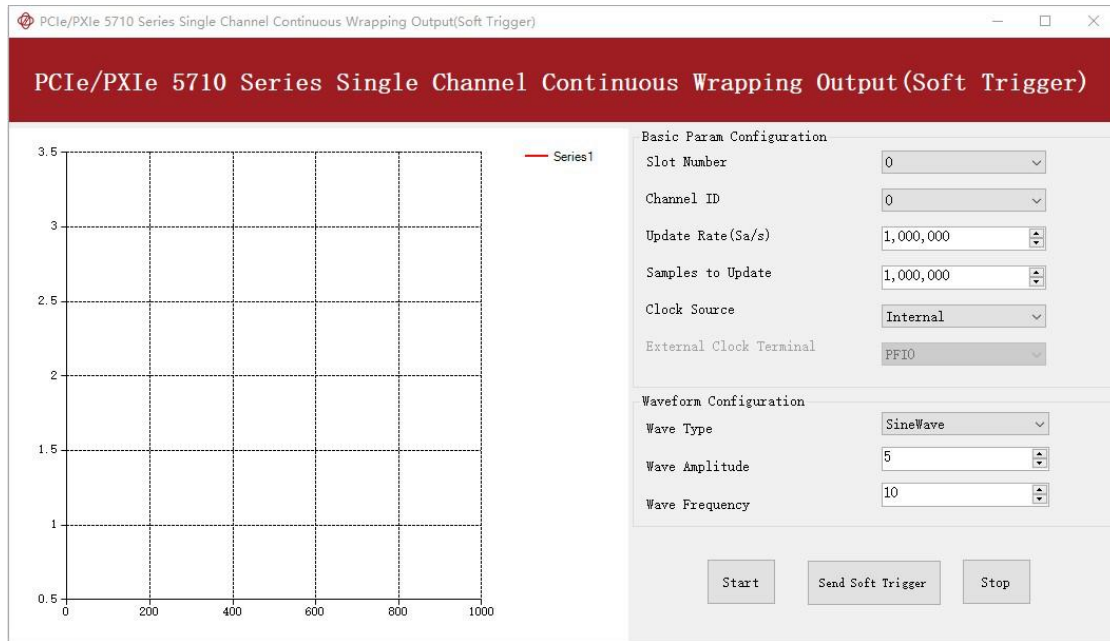 PCIe/PXIe 5710 Series Single Channel Continuous Wrapping Output(Soft Trigger)
PCIe/PXIe 5710 Series Single Channel Continuous Wrapping Output(Soft Trigger)
3.5
3
2.5
2
1.5
1
0.5
0 200 400 600 800 1000
Series1
Basic Param Configuration
Slot Number 0
Channel ID 0
Update Rate(Sa/s) 1,000,000
Samples to Update 1,000,000
Clock Source Internal
External Clock Terminal PFI0
Waveform Configuration
Wave Type SineWave
Wave Amplitude 5
Wave Frequency 10
Start Send Soft Trigger Stop